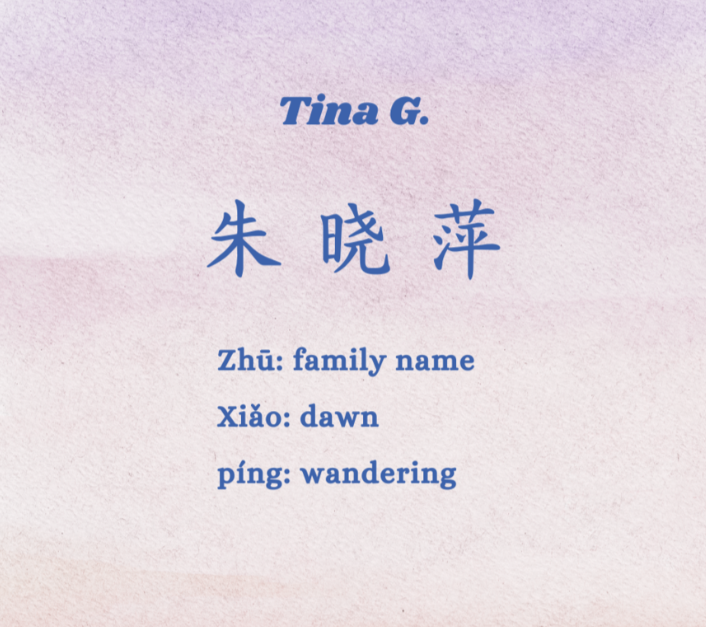 Tina G.
朱 晓 萍
Zhū: family name
Xiǎo: dawn
píng: wandering